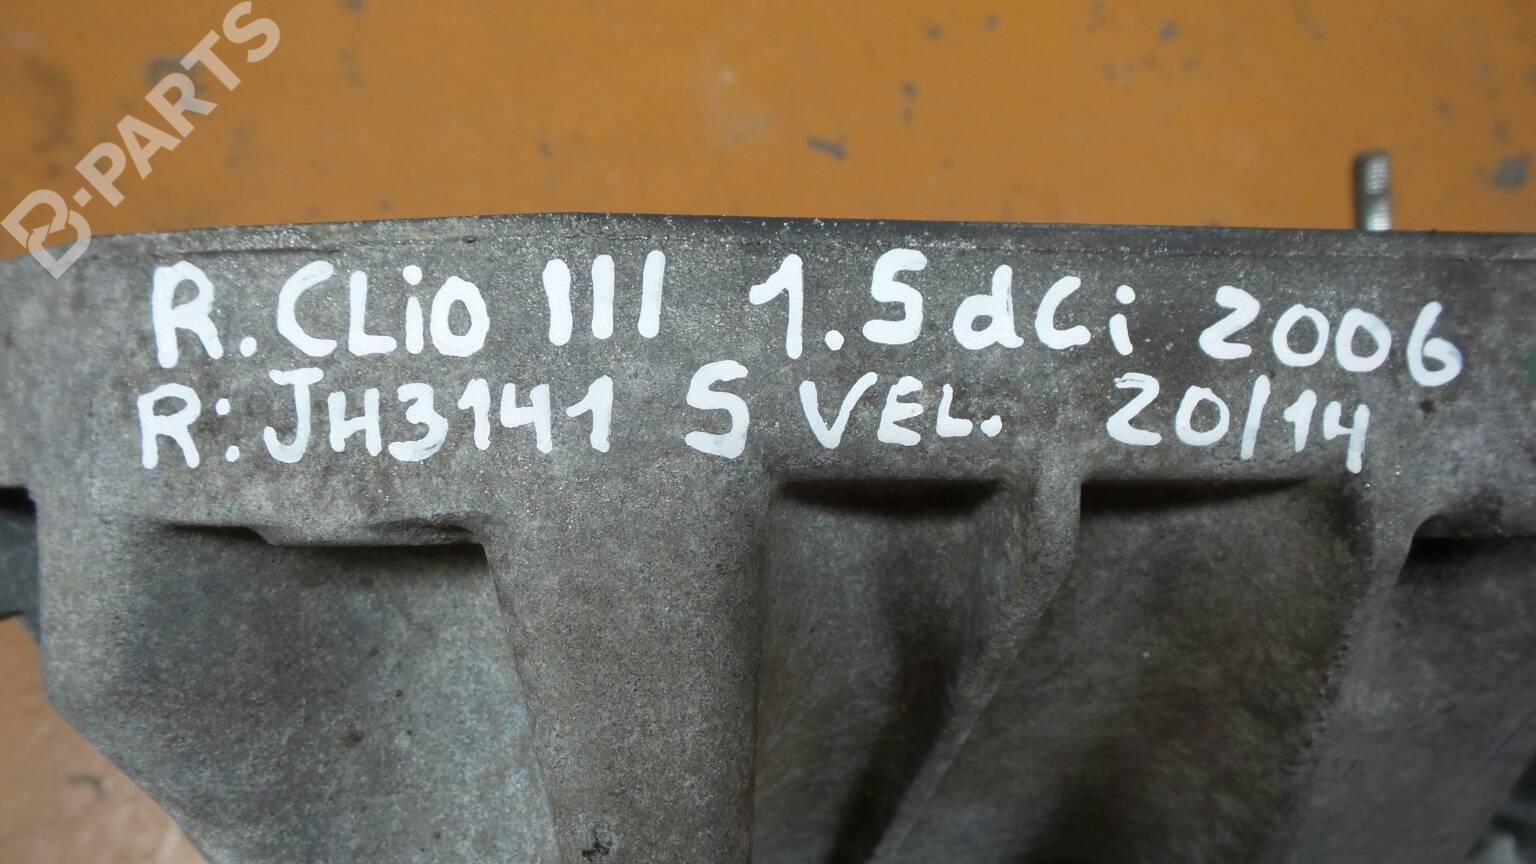 B-PARTS
R. CLiO III 1.5 dCi 2006
R: JH3141 5 VEL. 20/14